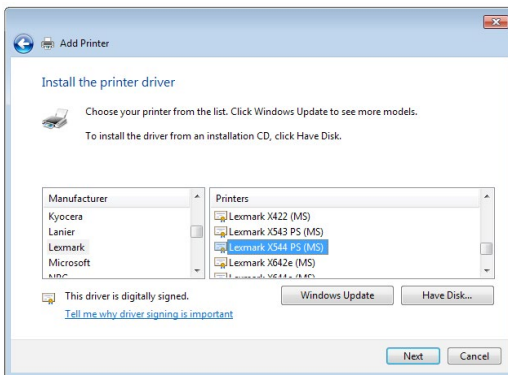 Add Printer
Install the printer driver
Choose your printer from the list. Click Windows Update to see more models.
To install the driver from an installation CD, click Have Disk.
Manufacturer
Kyocera
Lanier
Lexmark
Microsoft
Printers
Lexmark X422 (MS)
Lexmark X543 PS (MS)
Lexmark X544 PS (MS)
Lexmark X642e (MS)
This driver is digitally signed.
Tell me why driver signing is important
Windows Update
Have Disk...
Next
Cancel